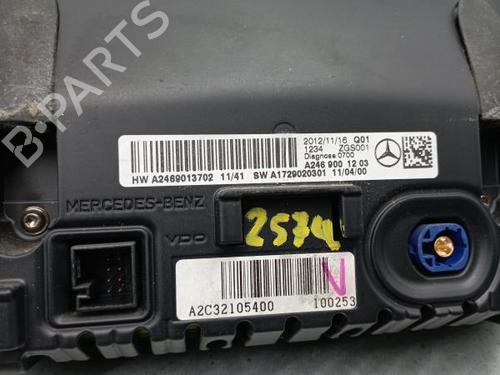 B-PARTS
2012/11/16 Q01
1234 ZGS001
Diagnose 0700
A246 900 12 03
HW A2469013702 11/41 SW A1729020301 11/04/00
MERCEDES-BENZ
VDO
2574
N
A2C32105400 100253